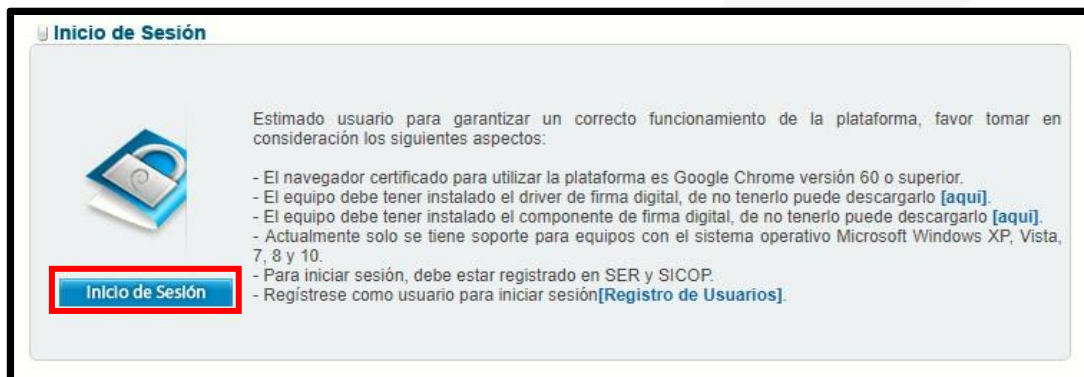 Inicio de Sesión
Estimado usuario para garantizar un correcto funcionamiento de la plataforma, favor tomar en
consideración los siguientes aspectos:
- El navegador certificado para utilizar la plataforma es Google Chrome versión 60 o superior.
- El equipo debe tener instalado el driver de firma digital, de no tenerlo puede descargarlo [aquí].
- El equipo debe tener instalado el componente de firma digital, de no tenerlo puede descargarlo [aquí].
- Actualmente solo se tiene soporte para equipos con el sistema operativo Microsoft Windows XP, Vista,
7, 8 y 10.
- Para iniciar sesión, debe estar registrado en SER y SICOP.
- Regístrese como usuario para iniciar sesión[Registro de Usuarios].
Inicio de Sesión